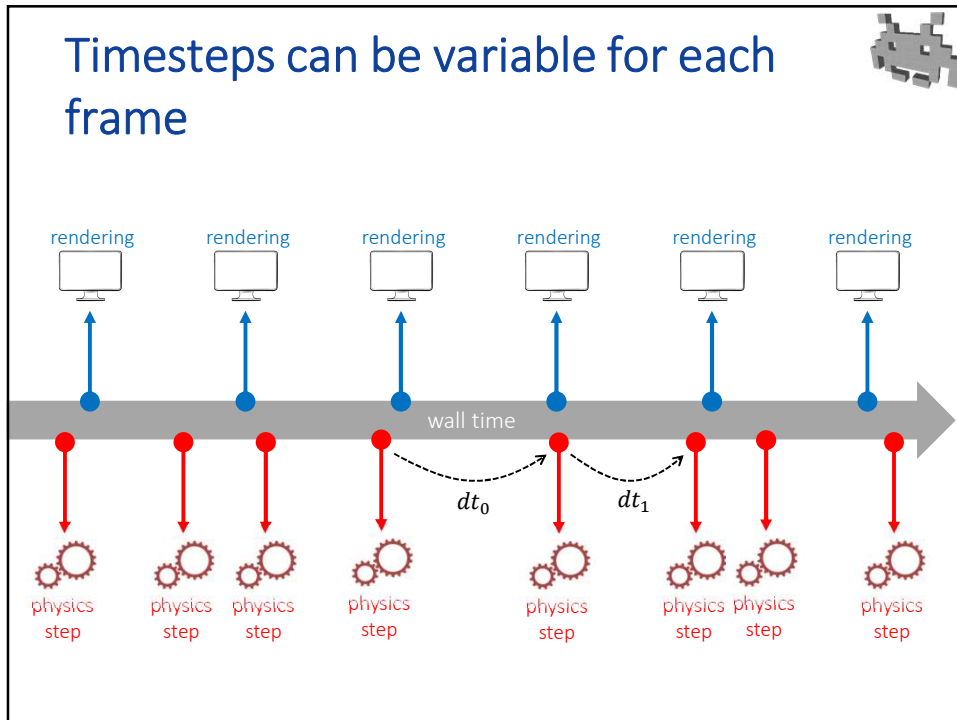 Timesteps can be variable for each
frame
rendering rendering rendering rendering rendering rendering
wall time
dt₀ dt₁
physics physics physics physics physics physics physics physics
step step step step step step step step